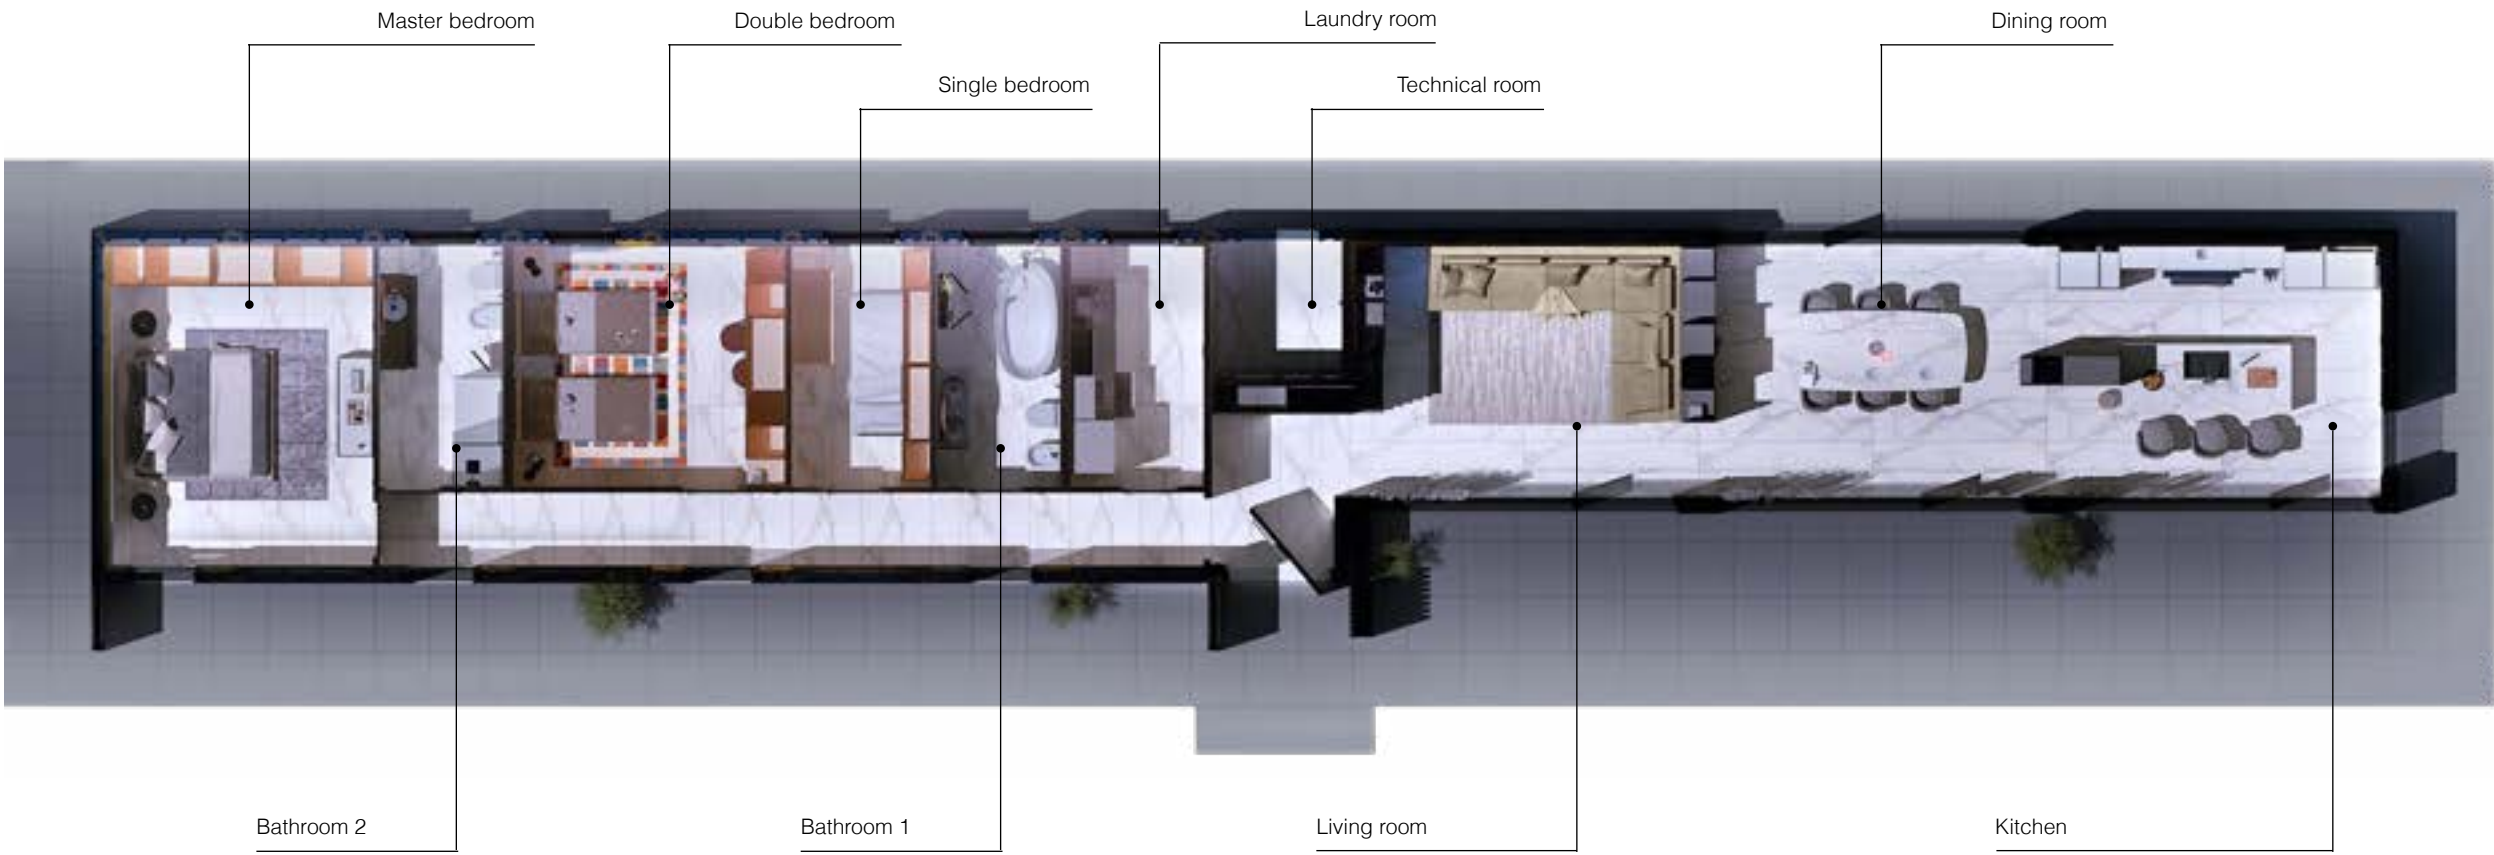 Master bedroom
Double bedroom
Laundry room
Dining room
Single bedroom
Technical room
Bathroom 2
Bathroom 1
Living room
Kitchen